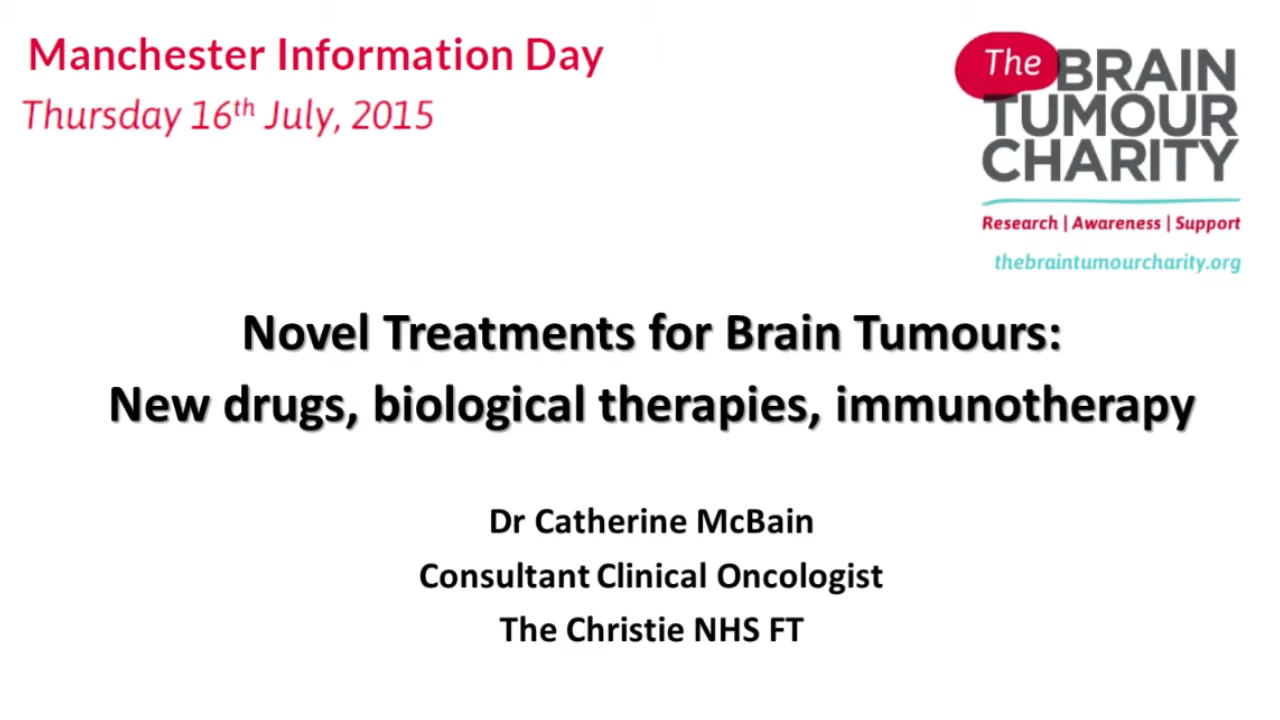 Manchester Information Day
Thursday 16th July, 2015
The BRAIN
TUMOUR
CHARITY
Research | Awareness | Support
thebraintumourcharity.org
Novel Treatments for Brain Tumours:
New drugs, biological therapies, immunotherapy
Dr Catherine McBain
Consultant Clinical Oncologist
The Christie NHS FT